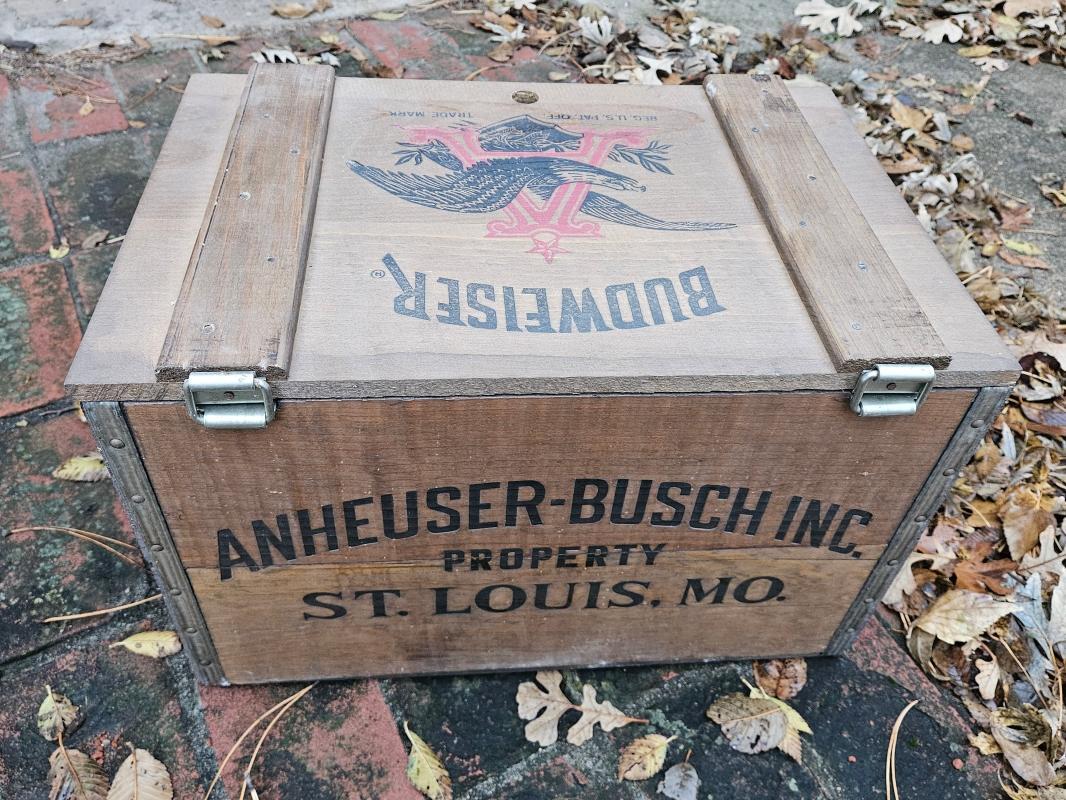 TRADE MARK REG. U.S. PAT. OFF
BUDWEISER®
ANHEUSER-BUSCH INC.
PROPERTY
ST. LOUIS, MO.